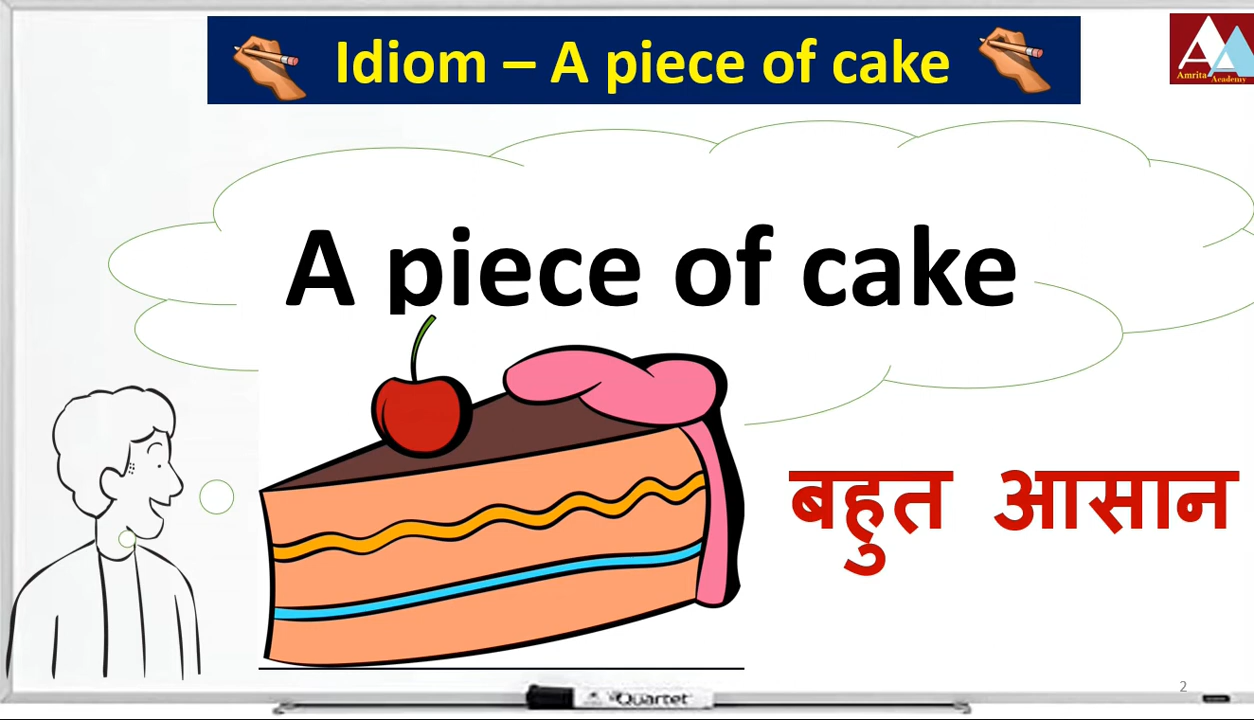 Idiom – A piece of cake
Amrita Academy
A piece of cake
बहुत आसान
2
Quartet